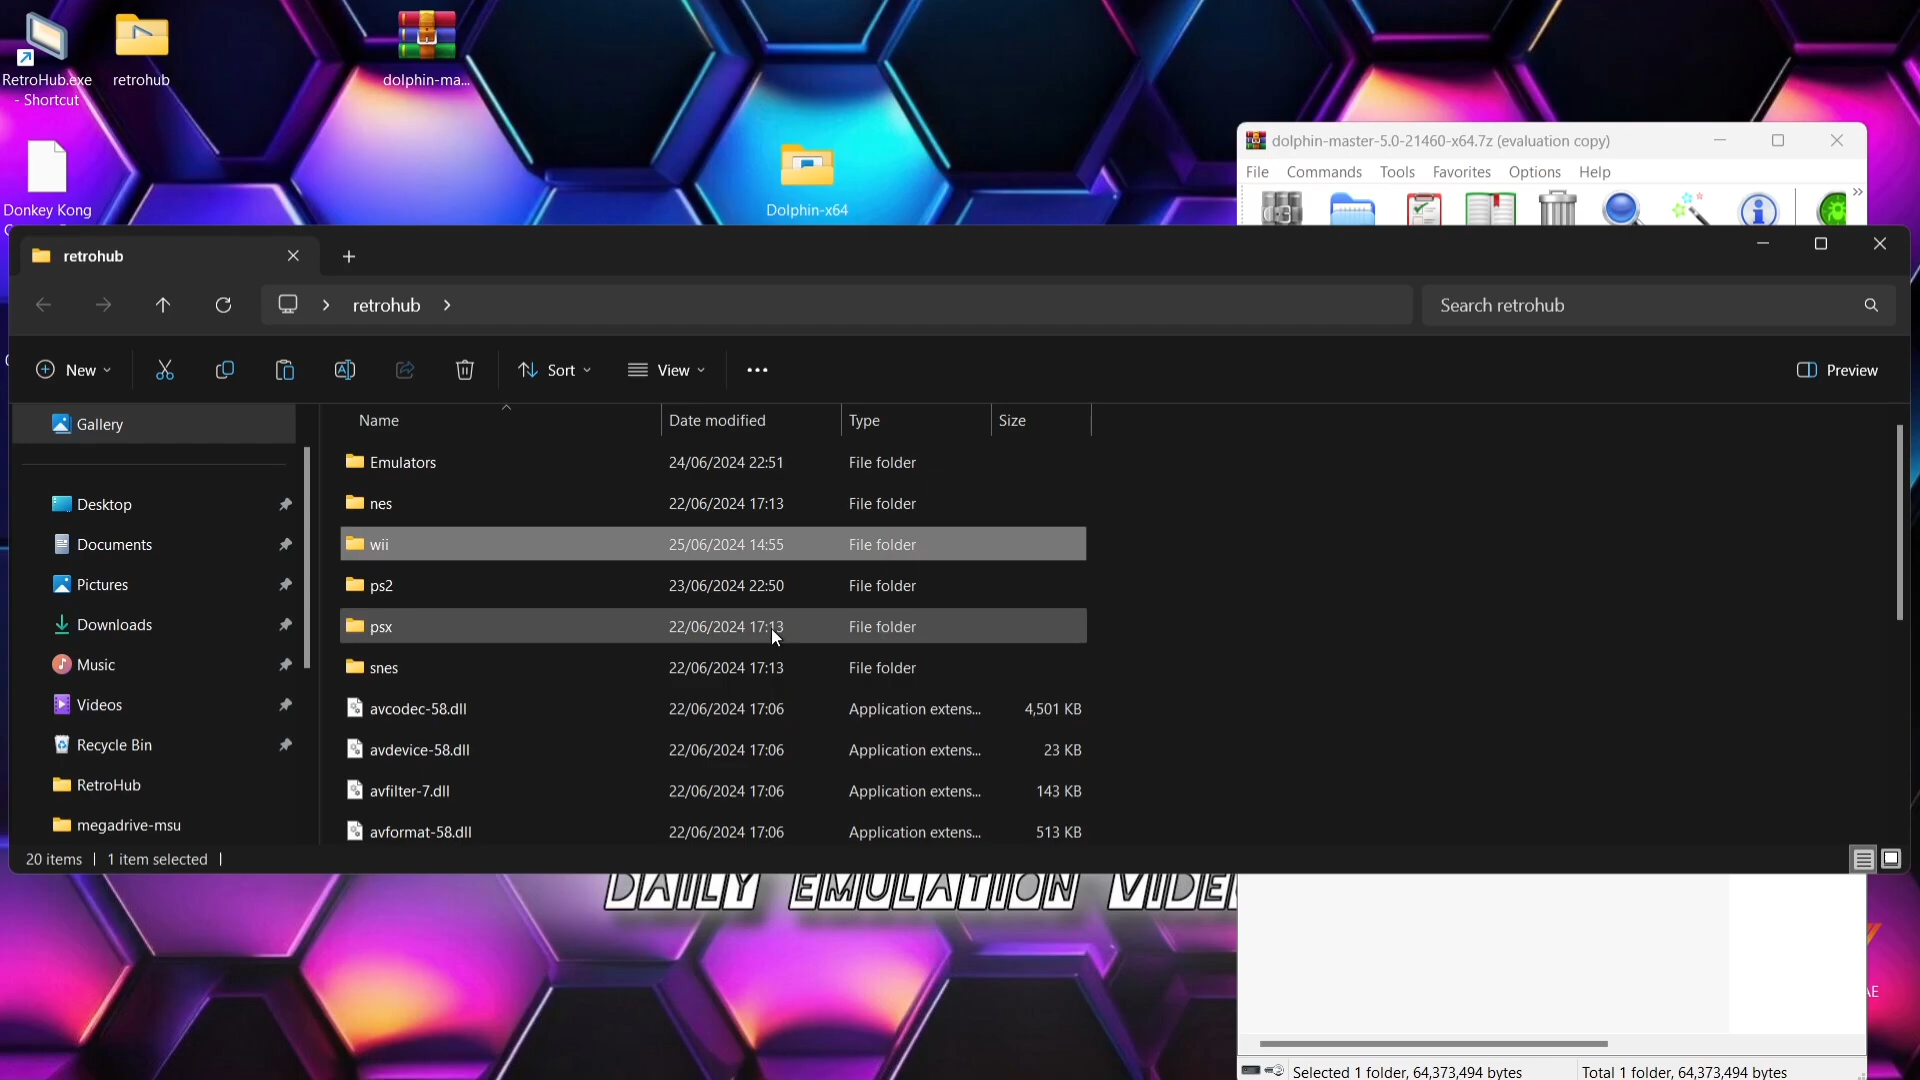 RetroHub.exe
- Shortcut
retrohub
dolphin-ma...
Donkey Kong
Dolphin-x64
dolphin-master-5.0-21460-x64.7z (evaluation copy)
File Commands Tools Favorites Options Help
retrohub
retrohub
Search retrohub
New
Sort
View
Preview
Gallery
Desktop
Documents
Pictures
Downloads
Music
Videos
Recycle Bin
RetroHub
megadrive-msu
Name Date modified Type Size
Emulators 24/06/2024 22:51 File folder
nes 22/06/2024 17:13 File folder
wii 25/06/2024 14:55 File folder
ps2 23/06/2024 22:50 File folder
psx 22/06/2024 17:13 File folder
snes 22/06/2024 17:13 File folder
avcodec-58.dll 22/06/2024 17:06 Application extens... 4,501 KB
avdevice-58.dll 22/06/2024 17:06 Application extens... 23 KB
avfilter-7.dll 22/06/2024 17:06 Application extens... 143 KB
avformat-58.dll 22/06/2024 17:06 Application extens... 513 KB
20 items 1 item selected
DAILY EMULATION VIDE
Selected 1 folder, 64,373,494 bytes Total 1 folder, 64,373,494 bytes